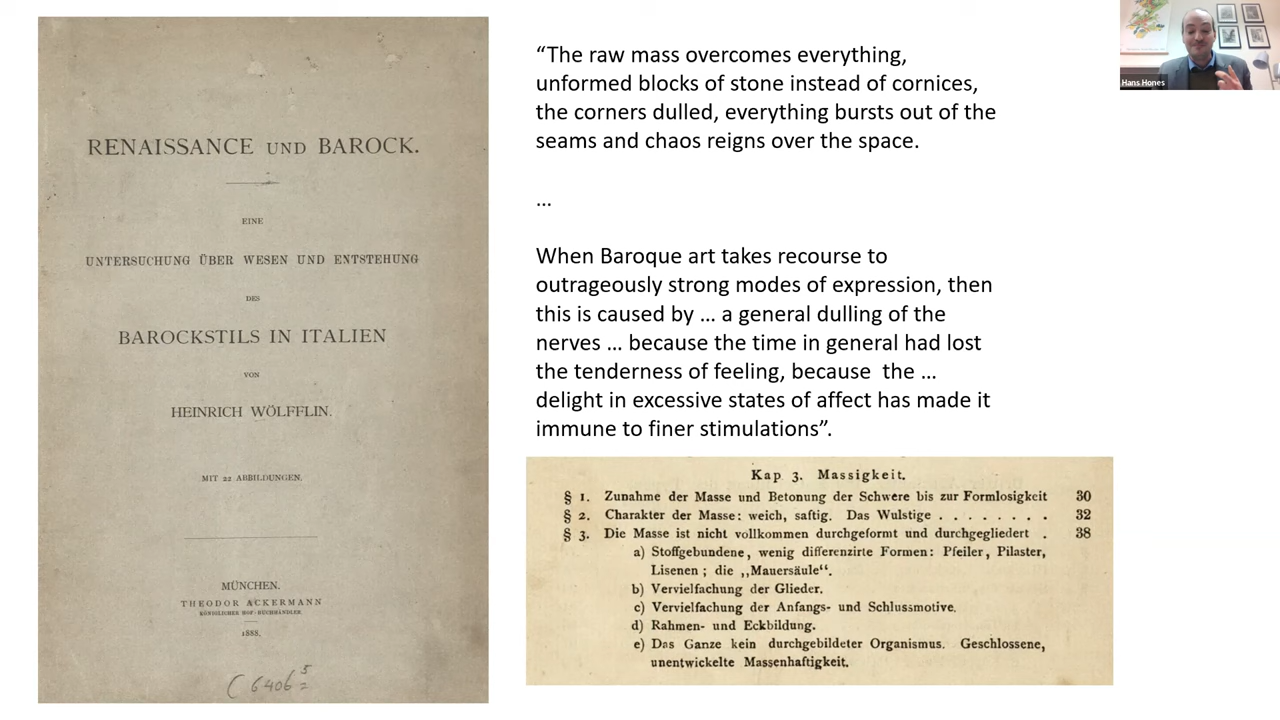 RENAISSANCE UND BAROCK.
EINE
UNTERSUCHUNG ÜBER WESEN UND ENTSTEHUNG
DES
BAROCKSTILS IN ITALIEN
VON
HEINRICH WÖLFFLIN.
MIT 22 ABBILDUNGEN.
MÜNCHEN.
THEODOR ACKERMANN
KÖNIGLICHER HOF-BUCHHÄNDLER.
1888.
“The raw mass overcomes everything,
unformed blocks of stone instead of cornices,
the corners dulled, everything bursts out of the
seams and chaos reigns over the space.
...
When Baroque art takes recourse to
outrageously strong modes of expression, then
this is caused by ... a general dulling of the
nerves ... because the time in general had lost
the tenderness of feeling, because the ...
delight in excessive states of affect has made it
immune to finer stimulations”.
Kap 3. Massigkeit.
§ 1. Zunahme der Masse und Betonung der Schwere bis zur Formlosigkeit 30
§ 2. Charakter der Masse: weich, saftig. Das Wulstige . . . . . . . . 32
§ 3. Die Masse ist nicht vollkommen durchgeformt und durchgegliedert . 38
a) Stoffgebundene, wenig differenzirte Formen: Pfeiler, Pilaster,
Lisenen ; die „Mauersäule“.
b) Vervielfachung der Glieder.
c) Vervielfachung der Anfangs- und Schlussmotive.
d) Rahmen- und Eckbildung.
e) Das Ganze kein durchgebildeter Organismus. Geschlossene,
unentwickelte Massenhaftigkeit.
Hans Hones